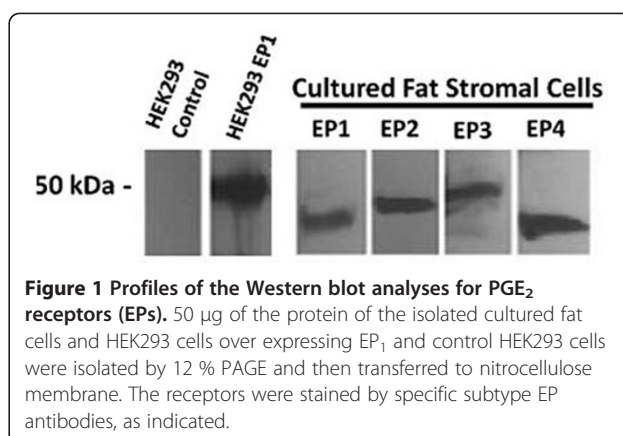 HEK293
Control
HEK293 EP1
Cultured Fat Stromal Cells
EP1 EP2 EP3 EP4
50 kDa -
Figure 1 Profiles of the Western blot analyses for PGE2
receptors (EPs). 50 μg of the protein of the isolated cultured fat
cells and HEK293 cells over expressing EP1 and control HEK293 cells
were isolated by 12 % PAGE and then transferred to nitrocellulose
membrane. The receptors were stained by specific subtype EP
antibodies, as indicated.